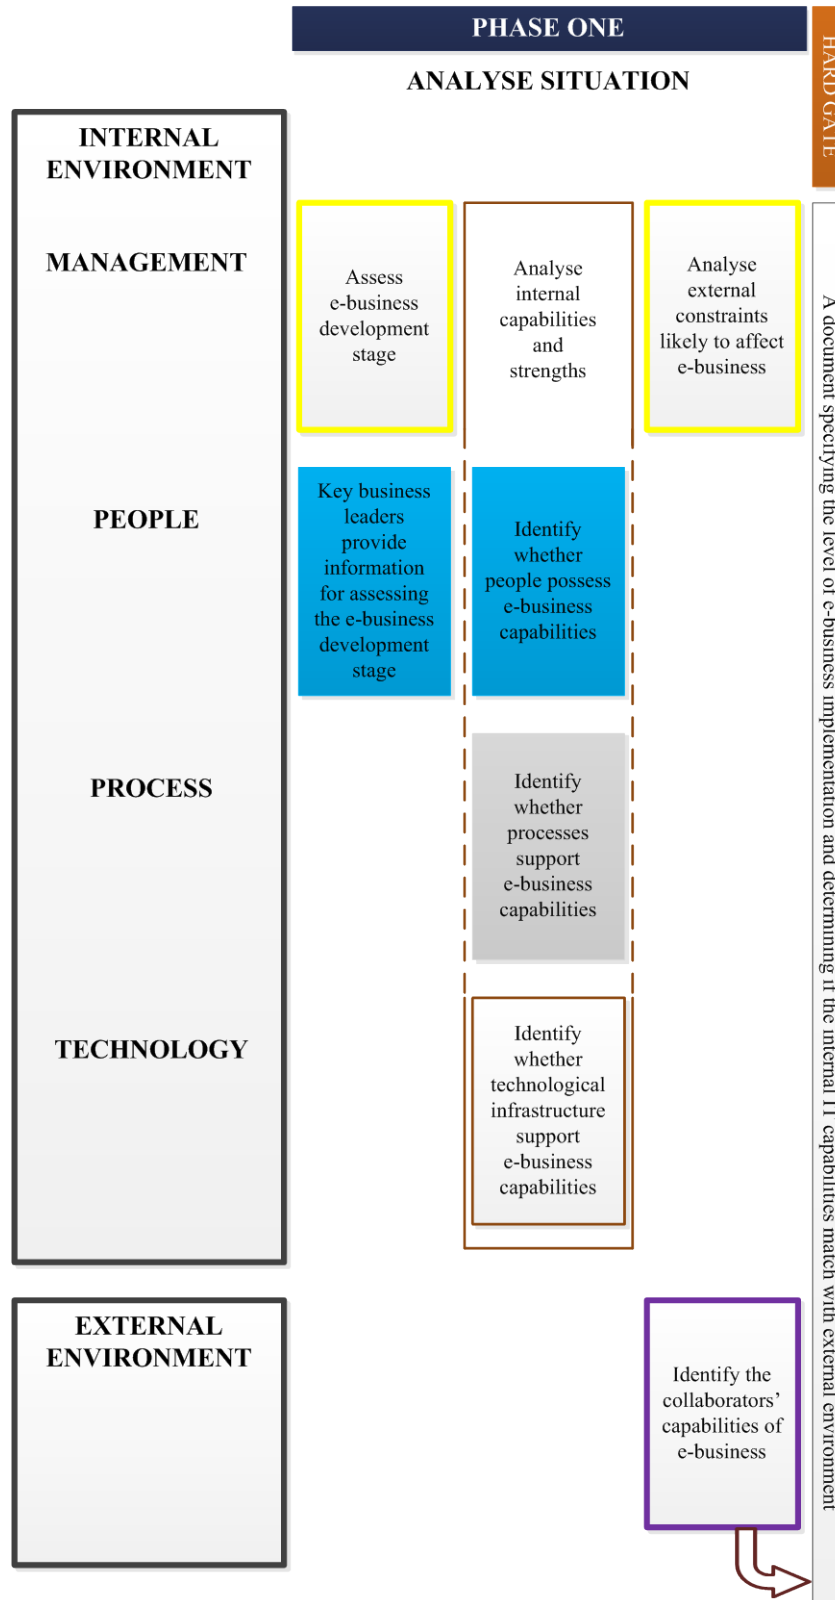 PHASE ONE
HARD GATE
ANALYSE SITUATION
INTERNAL
ENVIRONMENT
MANAGEMENT
Assess
e-business
development
stage
Analyse
internal
capabilities
and
strengths
Analyse
external
constraints
likely to affect
e-business
PEOPLE
Key business
leaders
provide
information
for assessing
the e-business
development
stage
Identify
whether
people possess
e-business
capabilities
PROCESS
Identify
whether
processes
support
e-business
capabilities
TECHNOLOGY
Identify
whether
technological
infrastructure
support
e-business
capabilities
EXTERNAL
ENVIRONMENT
Identify the
collaborators’
capabilities of
e-business
A document specifying the level of e-business implementation and determining if the internal IT capabilities match with external environment